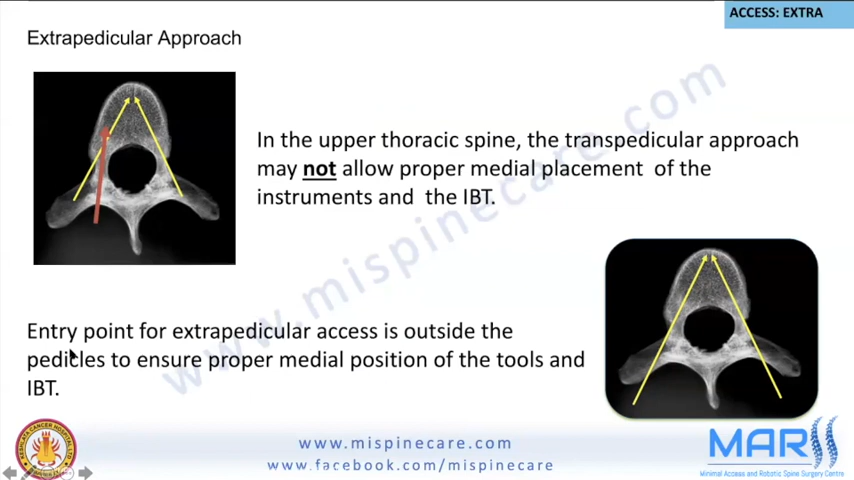 ACCESS: EXTRA
Extrapedicular Approach
In the upper thoracic spine, the transpedicular approach
may not allow proper medial placement of the
instruments and the IBT.
Entry point for extrapedicular access is outside the
pedicles to ensure proper medial position of the tools and
IBT.
www.mispinecare.com
www.mispinecare.com
www.facebook.com/mispinecare
MARS
Minimal Access and Robotic Spine Surgery Centre